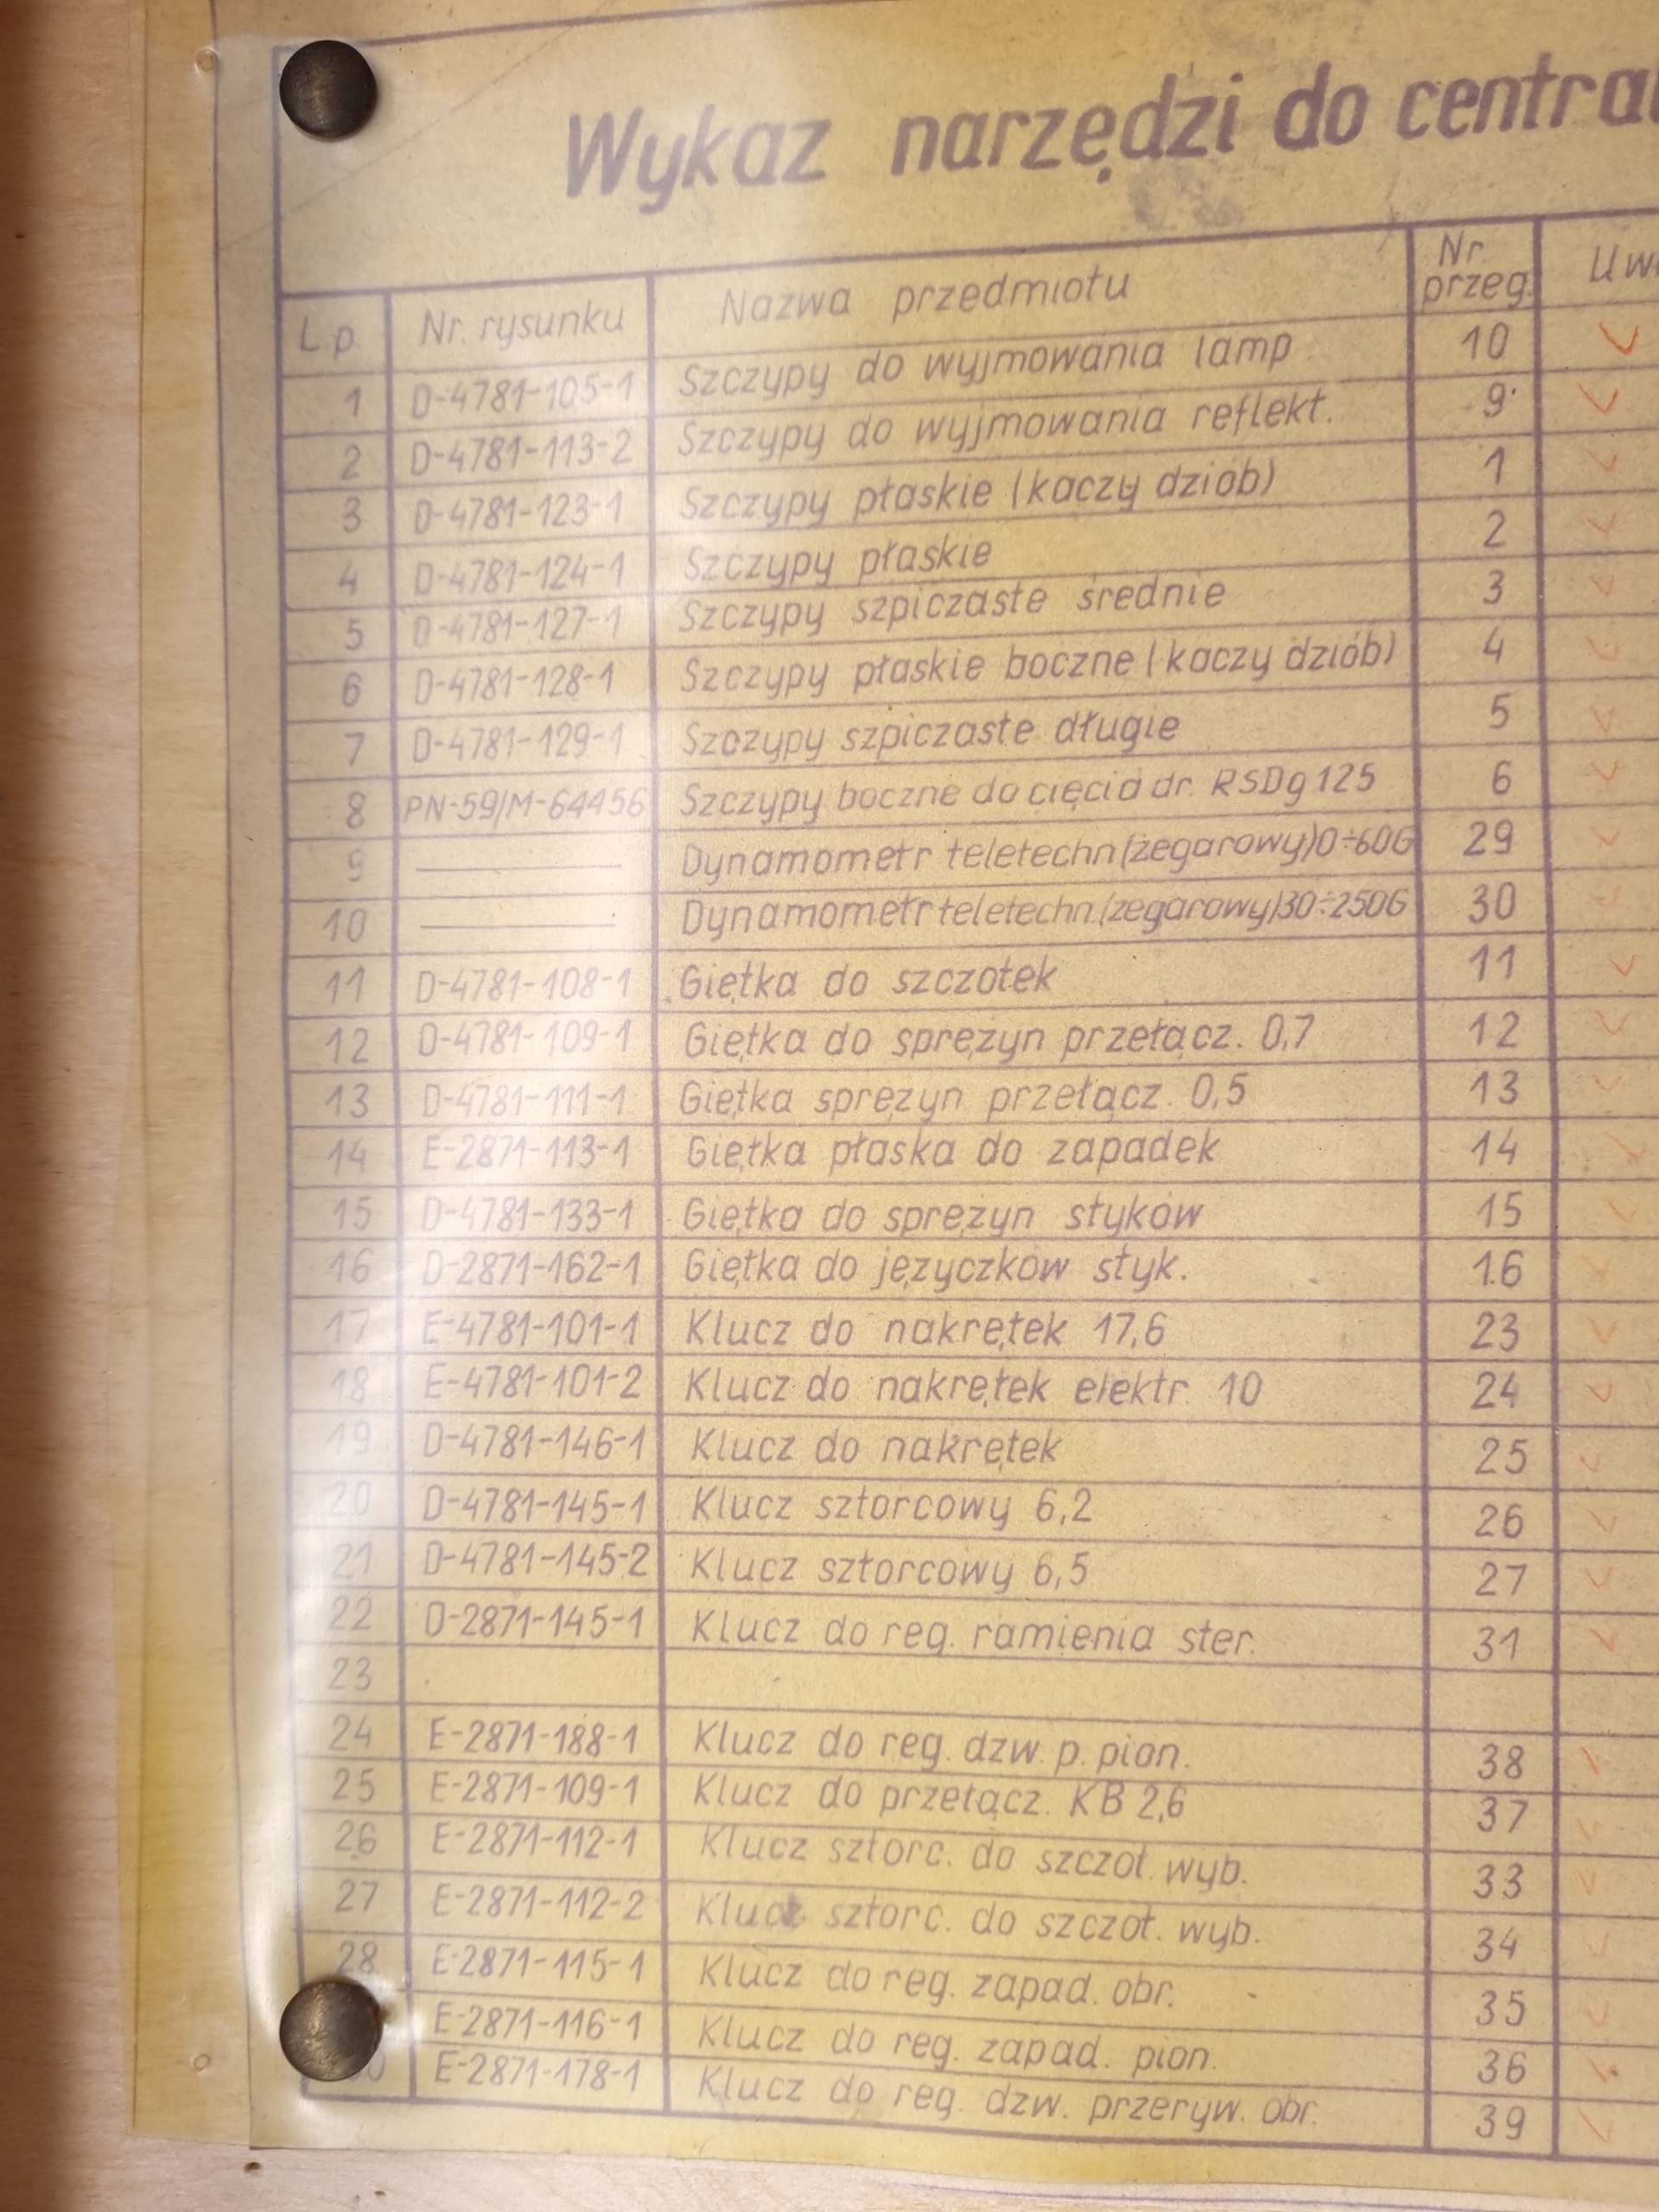 Wykaz narzędzi do central
L.p. Nr. rysunku Nazwa przedmiotu Nr przeg. Uw
1 D-4781-105-1 Szczypy do wyjmowania lamp 10
2 D-4781-113-2 Szczypy do wyjmowania reflekt. 9
3 D-4781-123-1 Szczypy płaskie (kaczy dziób) 1
4 D-4781-124-1 Szczypy płaskie 2
5 D-4781-127-1 Szczypy szpiczaste średnie 3
6 D-4781-128-1 Szczypy płaskie boczne (kaczy dziób) 4
7 D-4781-129-1 Szczypy szpiczaste długie 5
8 PN-59/M-64456 Szczypy boczne do cięcia dr. RSDg 125 6
9 Dynamometr teletechn(zegarowy)0÷60G 29
10 Dynamometr teletechn.(zegarowy)30÷250G 30
11 D-4781-108-1 Giętka do szczotek 11
12 D-4781-109-1 Giętka do sprężyn przełącz. 0,7 12
13 D-4781-111-1 Giętka sprężyn przełącz. 0,5 13
14 E-2871-113-1 Giętka płaska do zapadek 14
15 D-4781-133-1 Giętka do sprężyn stykow 15
16 D-2871-162-1 Giętka do języczkow styk. 16
17 E-4781-101-1 Klucz do nakrętek 17,6 23
18 E-4781-101-2 Klucz do nakrętek elektr. 10 24
19 D-4781-146-1 Klucz do nakrętek 25
20 D-4781-145-1 Klucz sztorcowy 6,2 26
21 D-4781-145-2 Klucz sztorcowy 6,5 27
22 D-2871-145-1 Klucz do reg. ramienia ster. 31
23
24 E-2871-188-1 Klucz do reg. dzw. p. pion. 38
25 E-2871-109-1 Klucz do przełącz. KB 2,6 37
26 E-2871-112-1 Klucz sztorc. do szczot. wyb. 33
27 E-2871-112-2 Klucz sztorc. do szczot. wyb. 34
28 E-2871-115-1 Klucz do reg. zapad. obr. 35
E-2871-116-1 Klucz do reg. zapad. pion. 36
0 E-2871-178-1 Klucz do reg. dzw. przeryw. obr. 39